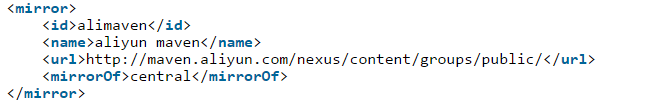 <mirror>
    <id>alimaven</id>
    <name>aliyun maven</name>
    <url>http://maven.aliyun.com/nexus/content/groups/public/</url>
    <mirrorOf>central</mirrorOf>
</mirror>